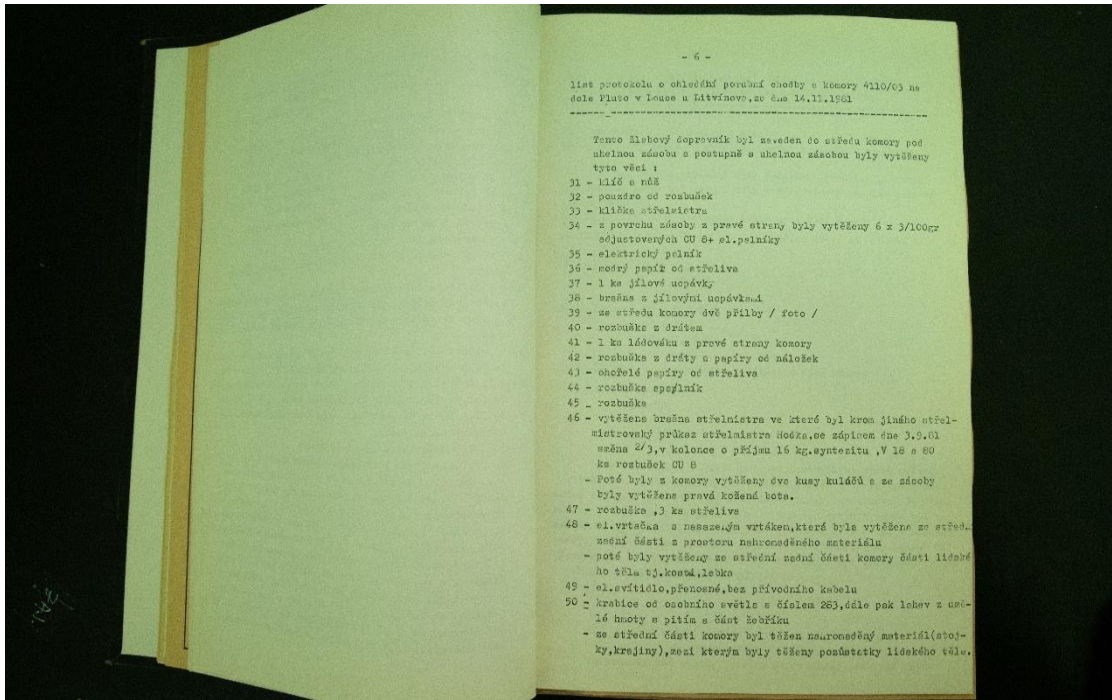 - 6 -
list protokolu o ohledání porubní chodby a komory 4110/03 na
dole Pluto v Louce u Litvínova,ze dne 14.11.1981
Tento žlabový dopravník byl zaveden do středu komory pod
uhelnou zásobu a postupně s uhelnou zásobou byly vytěženy
tyto věci :
31 - klíč a nůž
32 - pouzdro od rozbušek
33 - klička střelmistra
34 - z povrchu zásoby z pravé strany byly vytěženy 6 x 3/100gr
adjustovaných CU 8+ el.palníky
35 - elektrický palník
36 - modrý papír od střeliva
37 - 1 ks jílové ucpávky
38 - brašna s jílovými ucpávkami
39 - ze středu komory dvě přilby / foto /
40 - rozbuška z drátem
41 - 1 ks ládováku z pravé strany komory
42 - rozbuška z dráty a papíry od náložek
43 - ohořelé papíry od střeliva
44 - rozbuška
45 _ rozbuška
46 - vytěžena brašna střelmistra ve které byl krom jiného střel-
mistrovský průkaz střelmistra Hodka,se zápisem dne 3.9.81
směna 2/3,v kolonce o příjmu 16 kg.syntezitu ,V 18 a 80
ks rozbušek CU 8
- Poté byly z komory vytěženy dva kusy kuláčů a ze zásoby
byly vytěžena pravá kožená bota.
47 - rozbuška ,3 ks střeliva
48 - el.vrtačka s nasazeným vrtákem,která byla vytěžena ze
zadní části z prostoru nahromaděného materiálu
- poté byly vytěženy ze střední zadní části komory části lidské
ho těla tj.kosti,lebka
49 - el.svítidlo,přenosné,bez přívodního kabelu
50 - krabice od osobního světla s číslem 263,dále pak lahev z umě-
lé hmoty s pitím a část žebříku
- ze střední části komory byl těžen nahromaděný materiál(stoj-
ky,krajiny),mezi kterým byly těženy pozůstatky lidského těla.